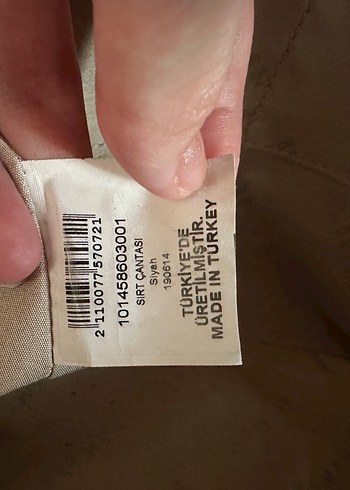 2 110077 570721
101458603001
SIRT ÇANTASI
Siyah
190614
TÜRKİYE'DE
ÜRETİLMİŞTİR.
MADE IN TURKEY